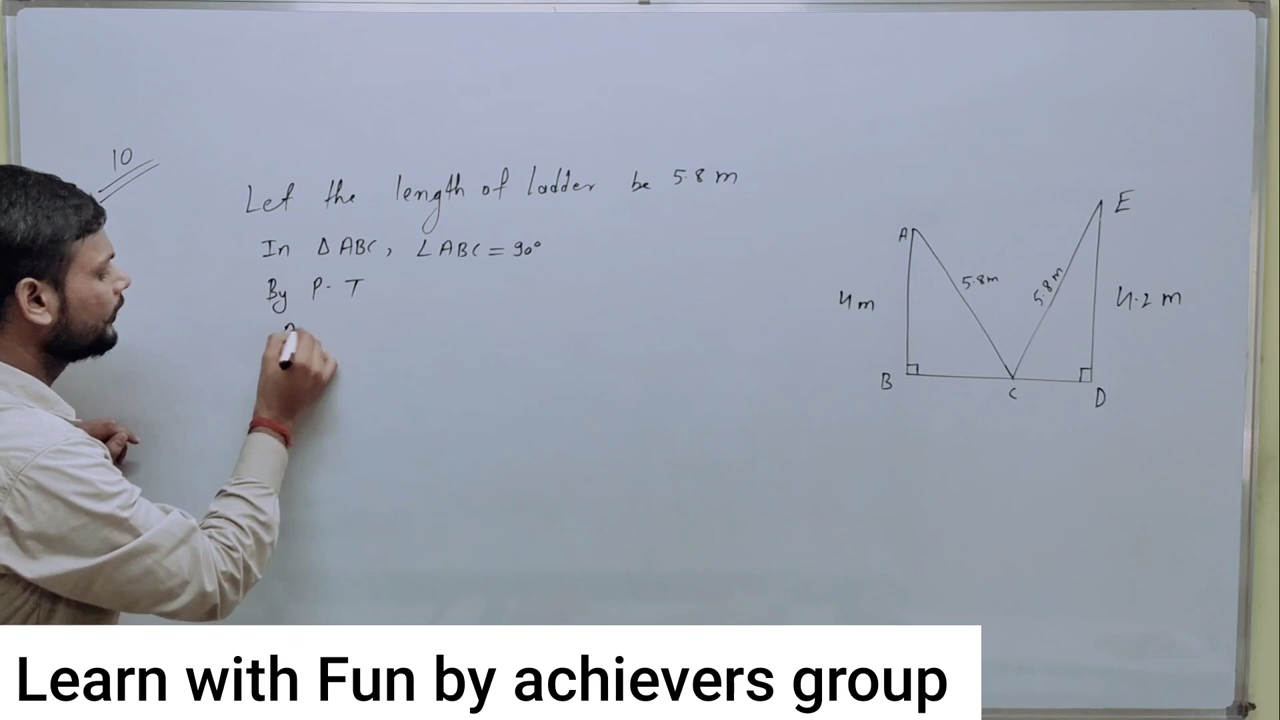 10
Let the length of ladder be 5.8 m
In ΔABC, ∠ABC = 90°
By P. T
A
E
5.8m
5.8m
4m
4.2 m
B
C
D
Learn with Fun by achievers group